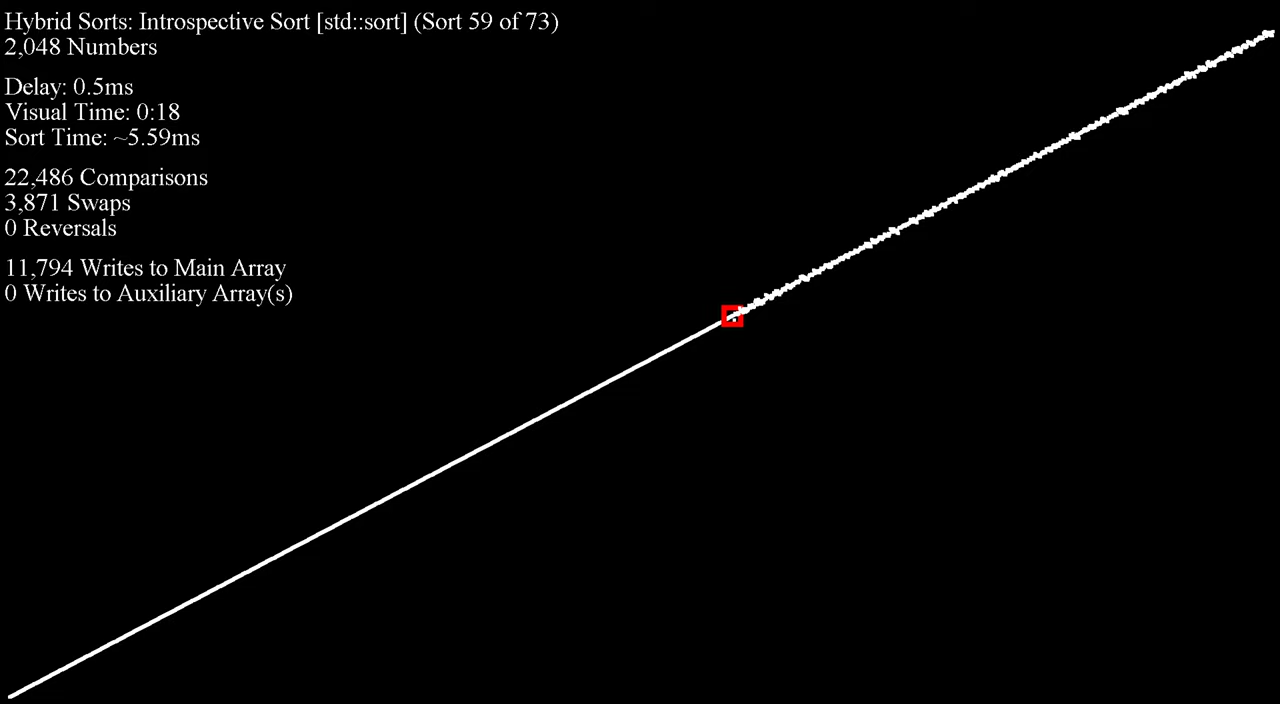 Hybrid Sorts: Introspective Sort [std::sort] (Sort 59 of 73)
2,048 Numbers
Delay: 0.5ms
Visual Time: 0:18
Sort Time: ~5.59ms
22,486 Comparisons
3,871 Swaps
0 Reversals
11,794 Writes to Main Array
0 Writes to Auxiliary Array(s)